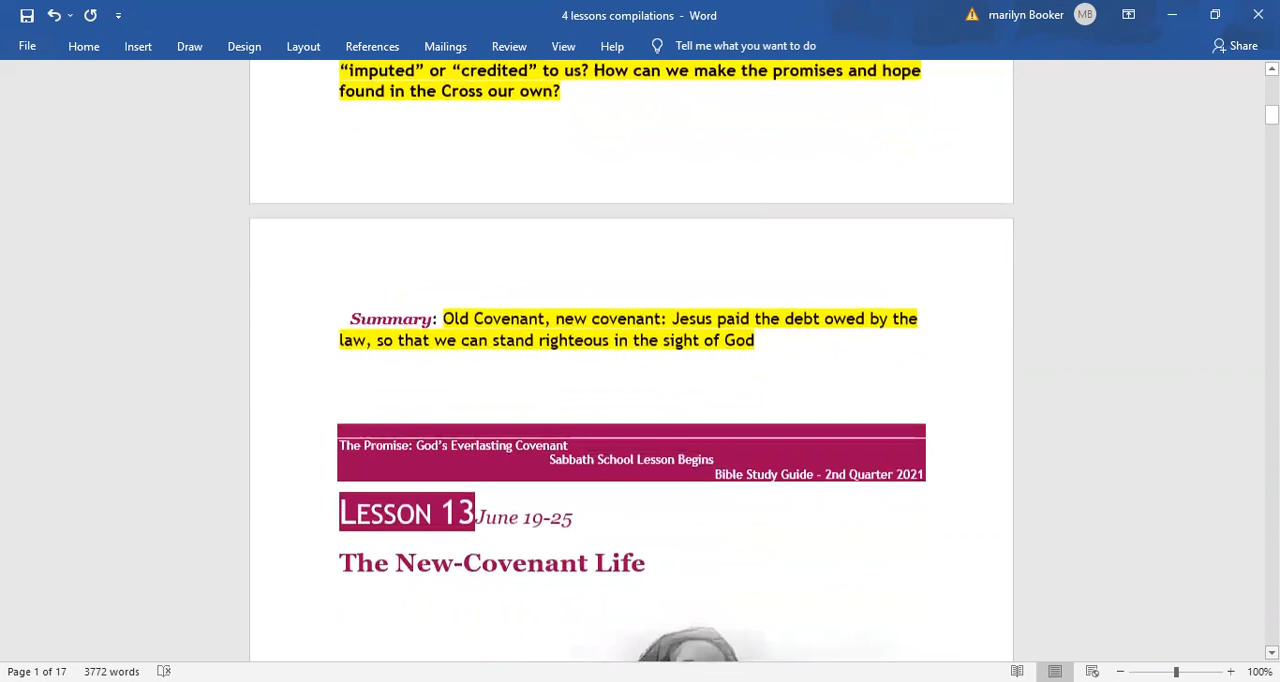 4 lessons compilations - Word
marilyn Booker MB
File Home Insert Draw Design Layout References Mailings Review View Help Tell me what you want to do Share
“imputed” or “credited” to us? How can we make the promises and hope
found in the Cross our own?
Summary: Old Covenant, new covenant: Jesus paid the debt owed by the
law, so that we can stand righteous in the sight of God
The Promise: God’s Everlasting Covenant
Sabbath School Lesson Begins
Bible Study Guide - 2nd Quarter 2021
LESSON 13 June 19-25
The New-Covenant Life
Page 1 of 17 3772 words 100%